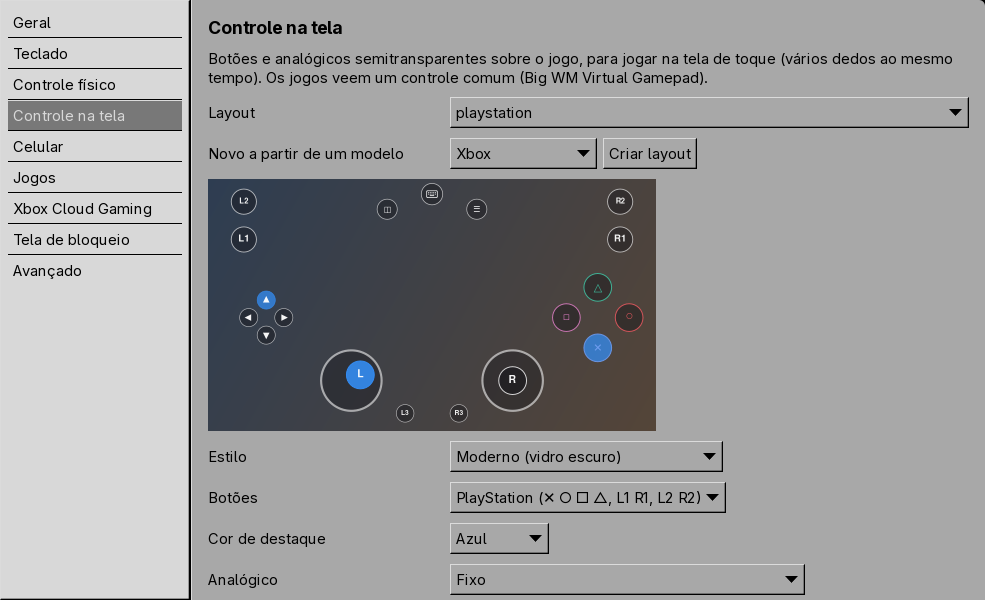 Geral
Teclado
Controle físico
Controle na tela
Celular
Jogos
Xbox Cloud Gaming
Tela de bloqueio
Avançado
Controle na tela
Botões e analógicos semitransparentes sobre o jogo, para jogar na tela de toque (vários dedos ao mesmo
tempo). Os jogos veem um controle comum (Big WM Virtual Gamepad).
Layout playstation
Novo a partir de um modelo Xbox Criar layout
L2 R2
L1 R1
L R
L3 R3
Estilo Moderno (vidro escuro)
Botões PlayStation (✕ ○ □ △, L1 R1, L2 R2)
Cor de destaque Azul
Analógico Fixo